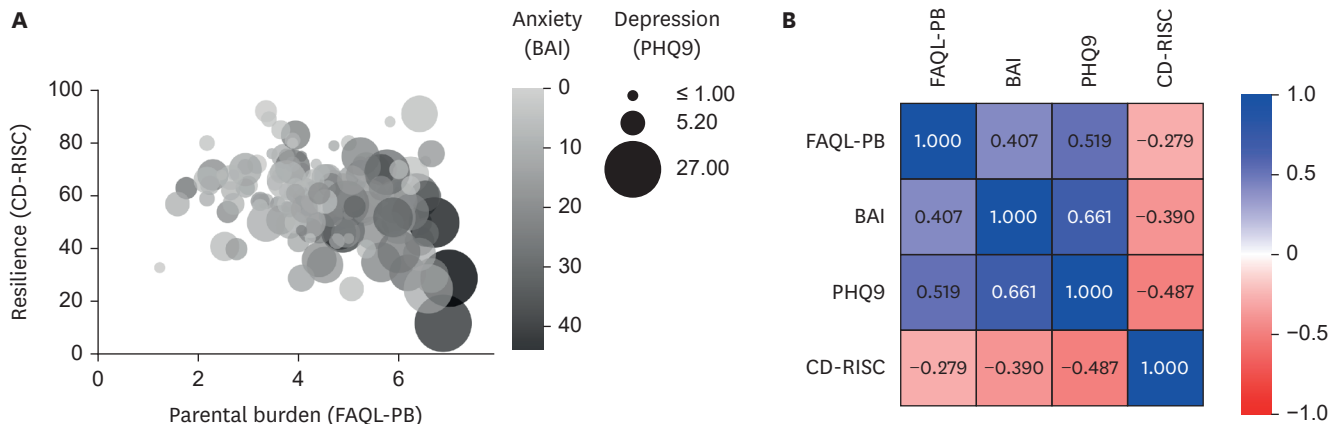 A
Anxiety
(BAI)
Depression
(PHQ9)
Resilience (CD-RISC)
100
80
60
40
20
0
0
2
4
6
Parental burden (FAQL-PB)
0
10
20
30
40
≤ 1.00
5.20
27.00
B
FAQL-PB
BAI
PHQ9
CD-RISC
FAQL-PB 1.000 0.407 0.519 −0.279
BAI 0.407 1.000 0.661 −0.390
PHQ9 0.519 0.661 1.000 −0.487
CD-RISC −0.279 −0.390 −0.487 1.000
1.0
0.5
0
−0.5
−1.0